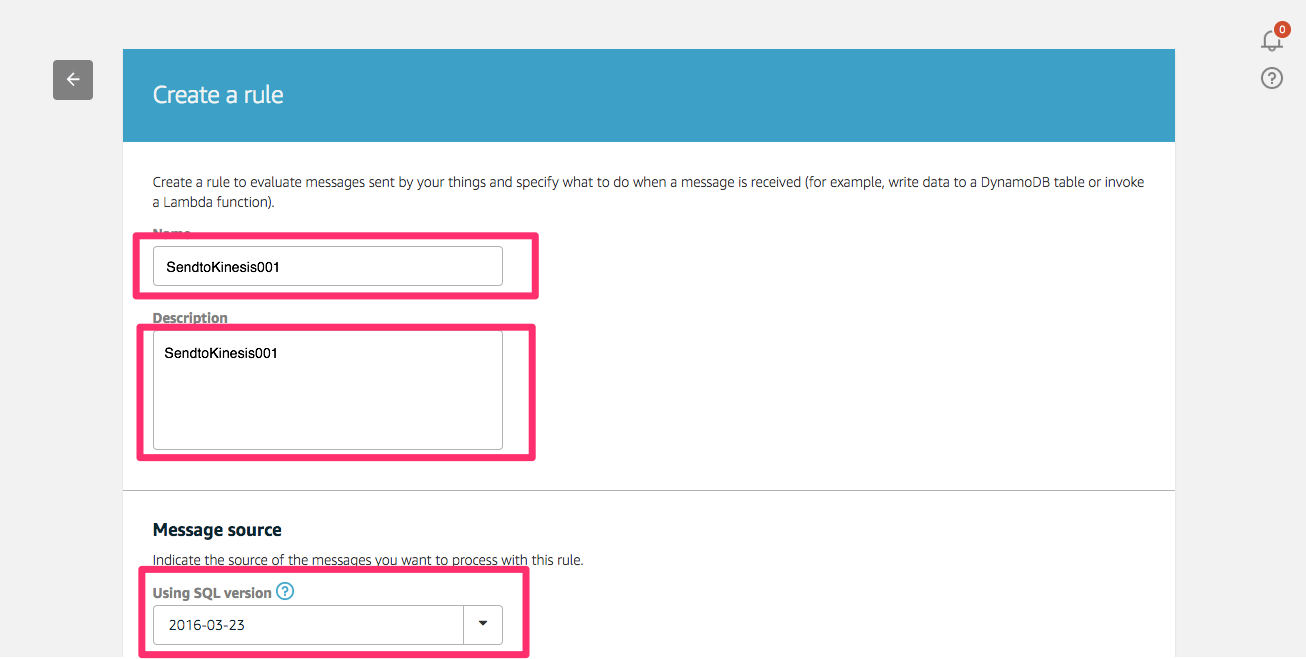 0
Create a rule
Create a rule to evaluate messages sent by your things and specify what to do when a message is received (for example, write data to a DynamoDB table or invoke
a Lambda function).
Name
SendtoKinesis001
Description
SendtoKinesis001
Message source
Indicate the source of the messages you want to process with this rule.
Using SQL version ?
2016-03-23